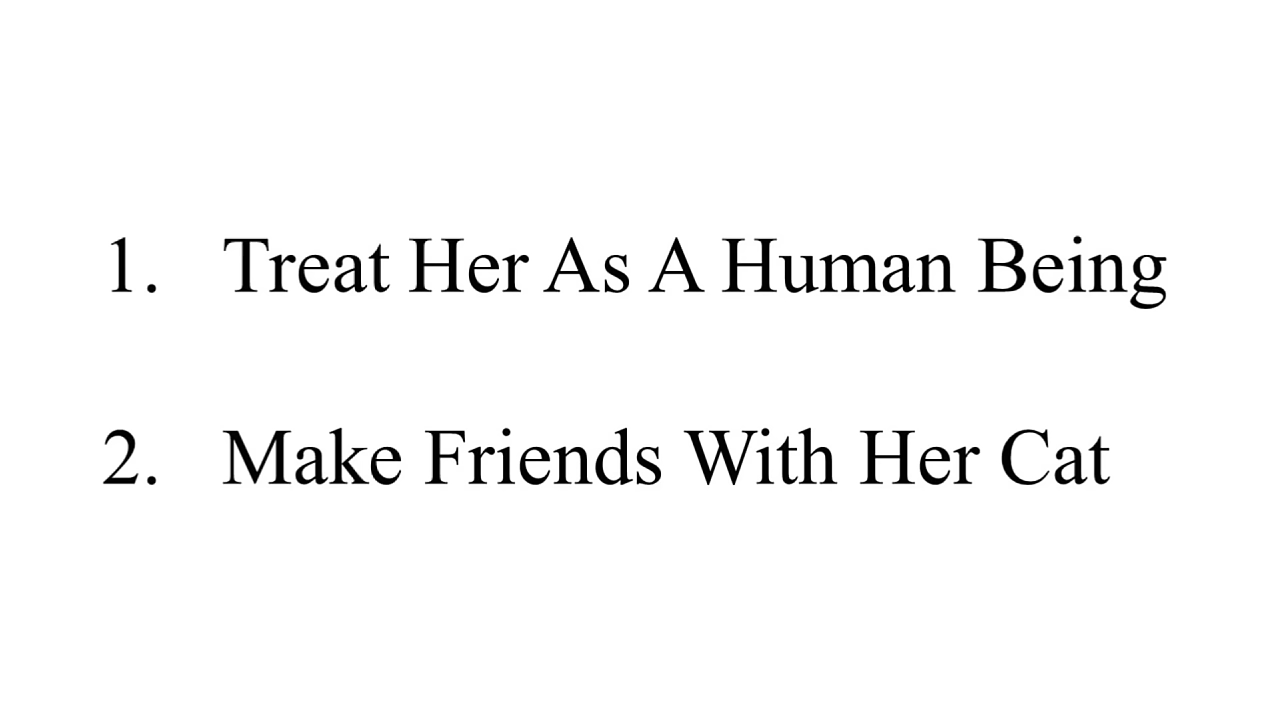 1. Treat Her As A Human Being
2. Make Friends With Her Cat